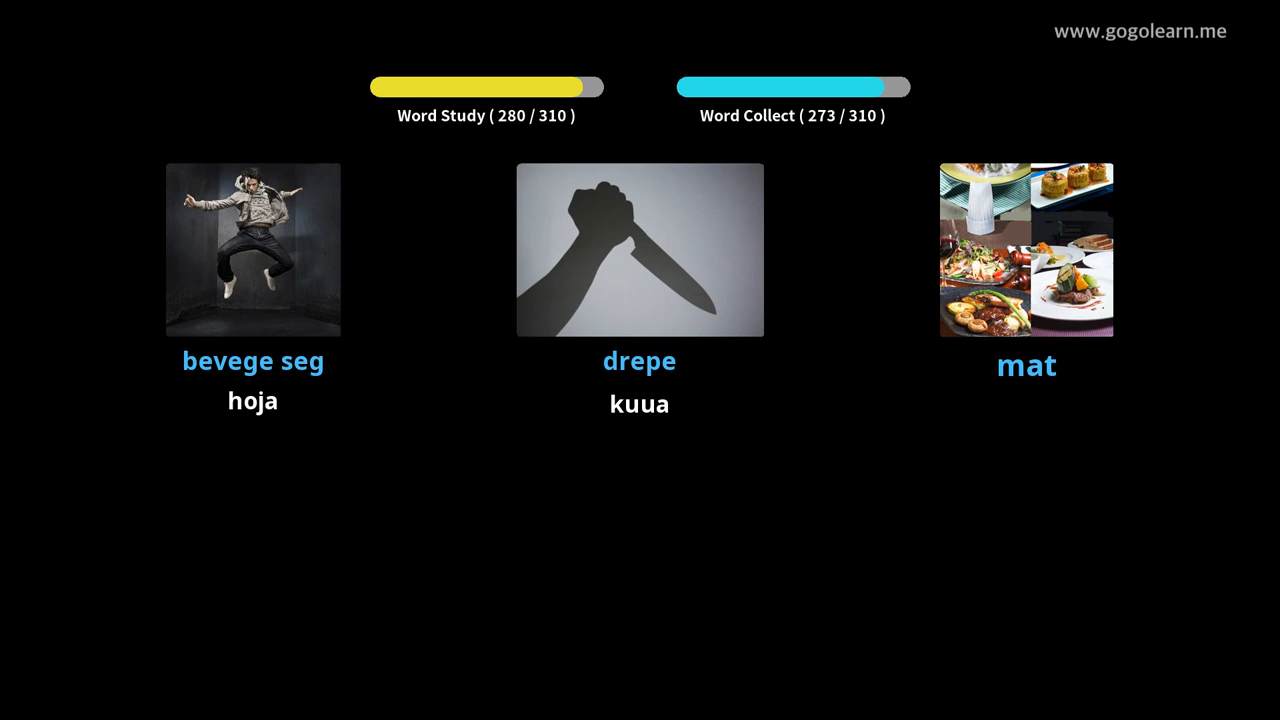 www.gogolearn.me
Word Study ( 280 / 310 )
Word Collect ( 273 / 310 )
bevege seg
hoja
drepe
kuua
mat